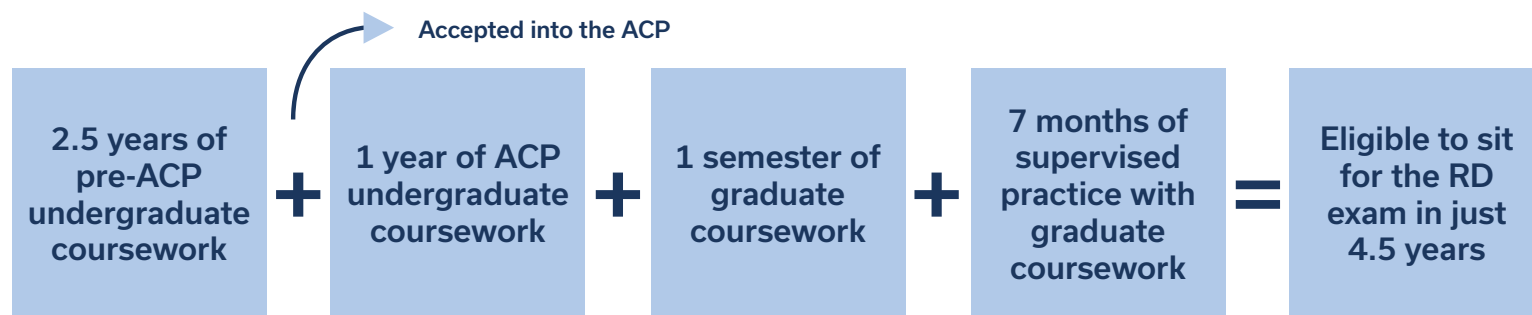 Accepted into the ACP
2.5 years of
pre-ACP
undergraduate
coursework
+
1 year of ACP
undergraduate
coursework
+
1 semester of
graduate
coursework
+
7 months of
supervised
practice with
graduate
coursework
=
Eligible to sit
for the RD
exam in just
4.5 years